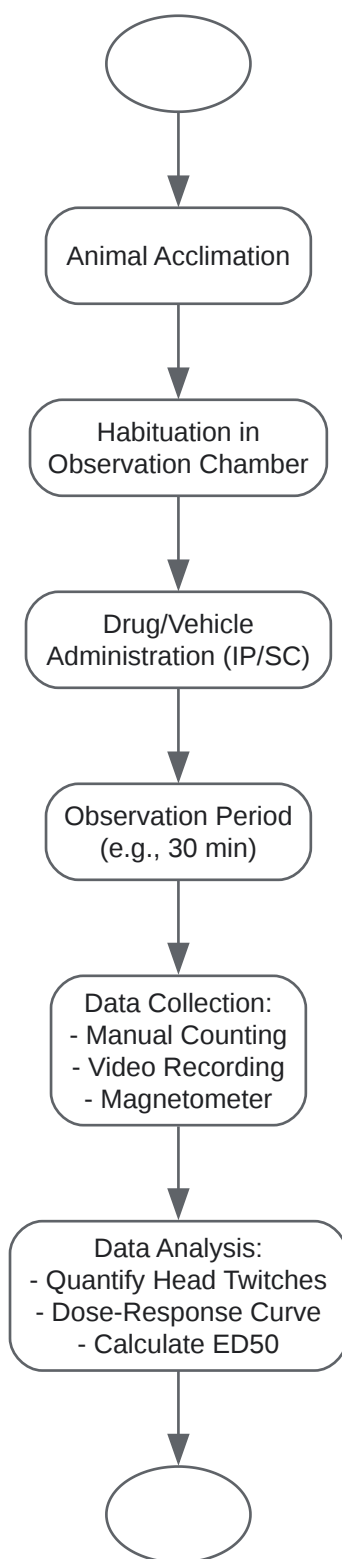 Animal Acclimation
Habituation in
Observation Chamber
Drug/Vehicle
Administration (IP/SC)
Observation Period
(e.g., 30 min)
Data Collection:
- Manual Counting
- Video Recording
- Magnetometer
Data Analysis:
- Quantify Head Twitches
- Dose-Response Curve
- Calculate ED50